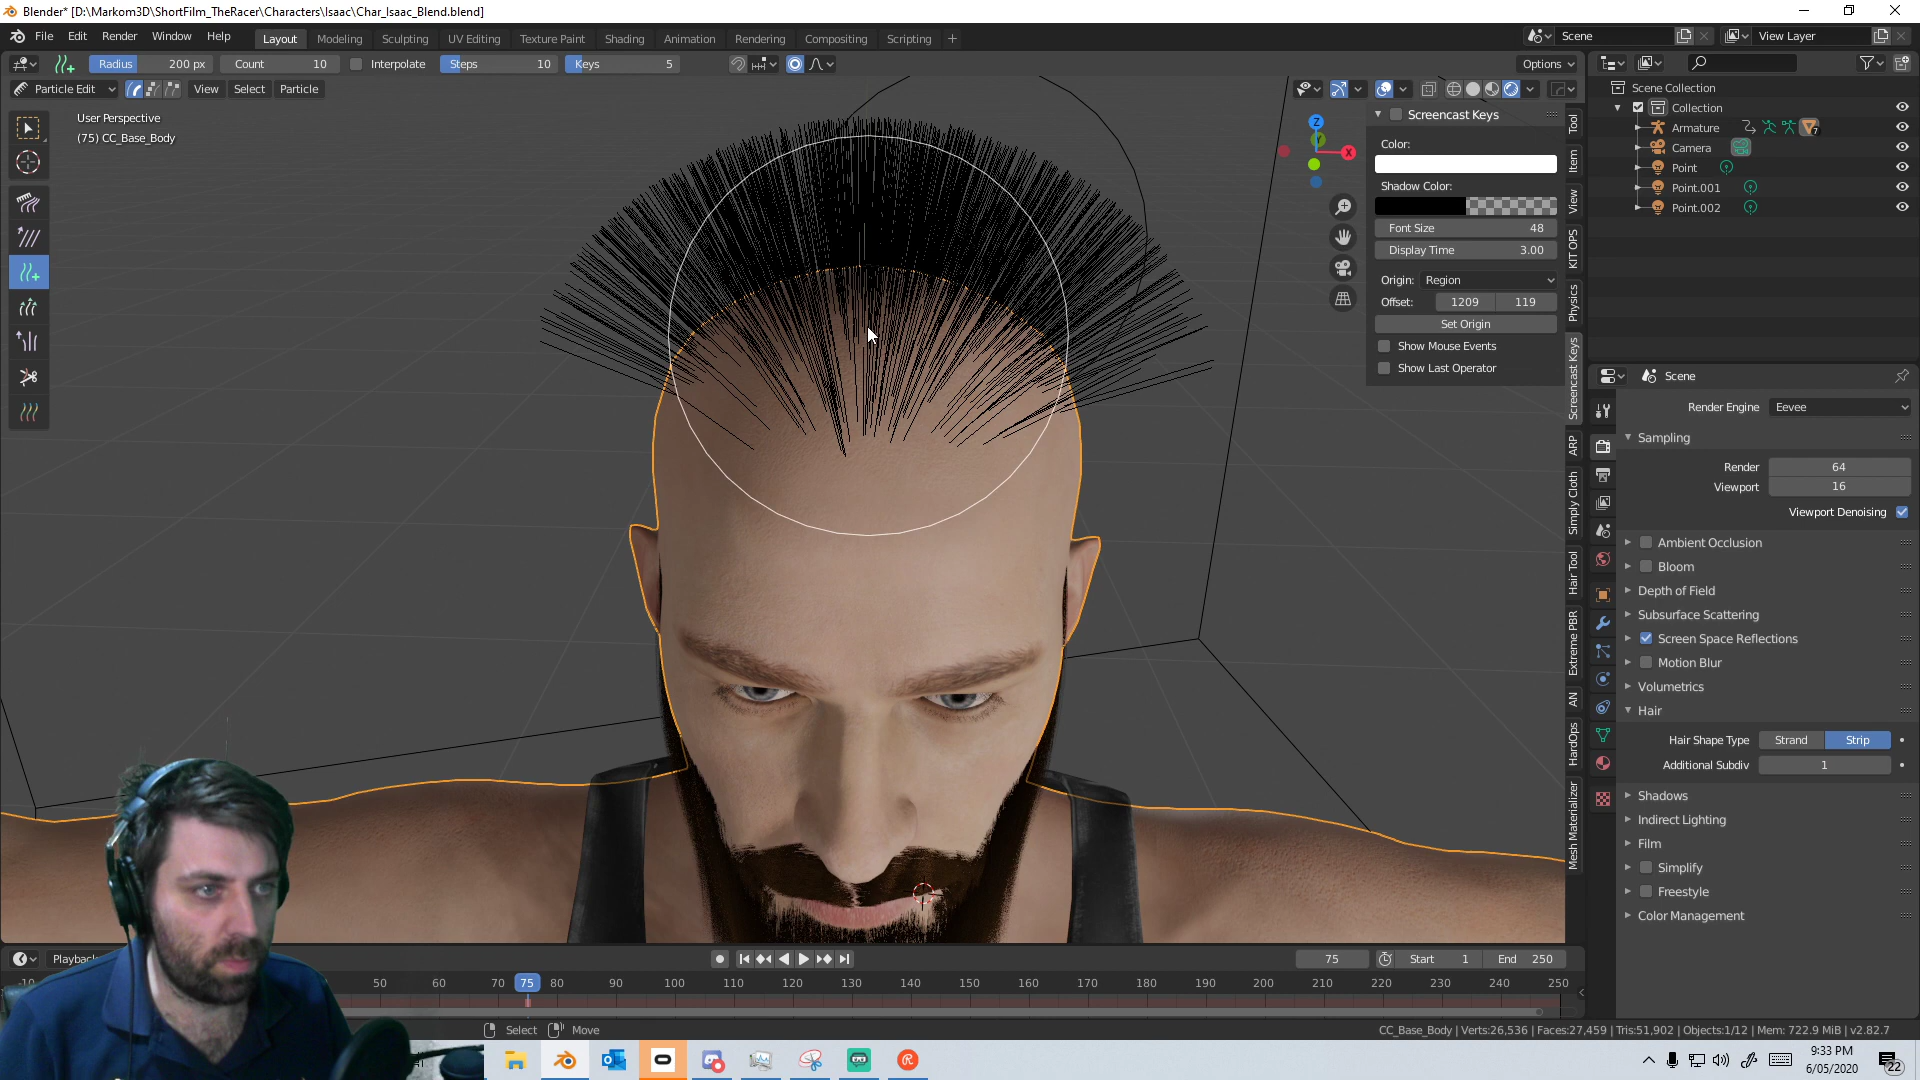 Blender* [D:\Markom3D\ShortFilm_TheRacer\Characters\Isaac\Char_Isaac_Blend.blend]
File Edit Render Window Help Layout Modeling Sculpting UV Editing Texture Paint Shading Animation Rendering Compositing Scripting + Scene View Layer
Radius 200 px Count 10 Interpolate Steps 10 Keys 5 Options
Particle Edit View Select Particle
User Perspective
(75) CC_Base_Body
Z
Y
X
Screencast Keys
Color:
Shadow Color:
Font Size 48
Display Time 3.00
Origin: Region
Offset: 1209 119
Set Origin
Show Mouse Events
Show Last Operator
Tool
Item
View
KIT OPS
Physics
Screencast Keys
ARP
Simply Cloth
Hair Tool
Extreme PBR
AN
HardOps
Mesh Materializer
Scene Collection
Collection
Armature 7
Camera
Point
Point.001
Point.002
Scene
Render Engine Eevee
Sampling
Render 64
Viewport 16
Viewport Denoising
Ambient Occlusion
Bloom
Depth of Field
Subsurface Scattering
Screen Space Reflections
Motion Blur
Volumetrics
Hair
Hair Shape Type Strand Strip
Additional Subdiv 1
Shadows
Indirect Lighting
Film
Simplify
Freestyle
Color Management
Playback 75 Start 1 End 250
-10 50 60 70 75 80 90 100 110 120 130 140 150 160 170 180 190 200 210 220 230 240 250
Select Move CC_Base_Body | Verts:26,536 | Faces:27,459 | Tris:51,902 | Objects:1/12 | Mem: 722.9 MiB | v2.82.7
9:33 PM
6/05/2020
22